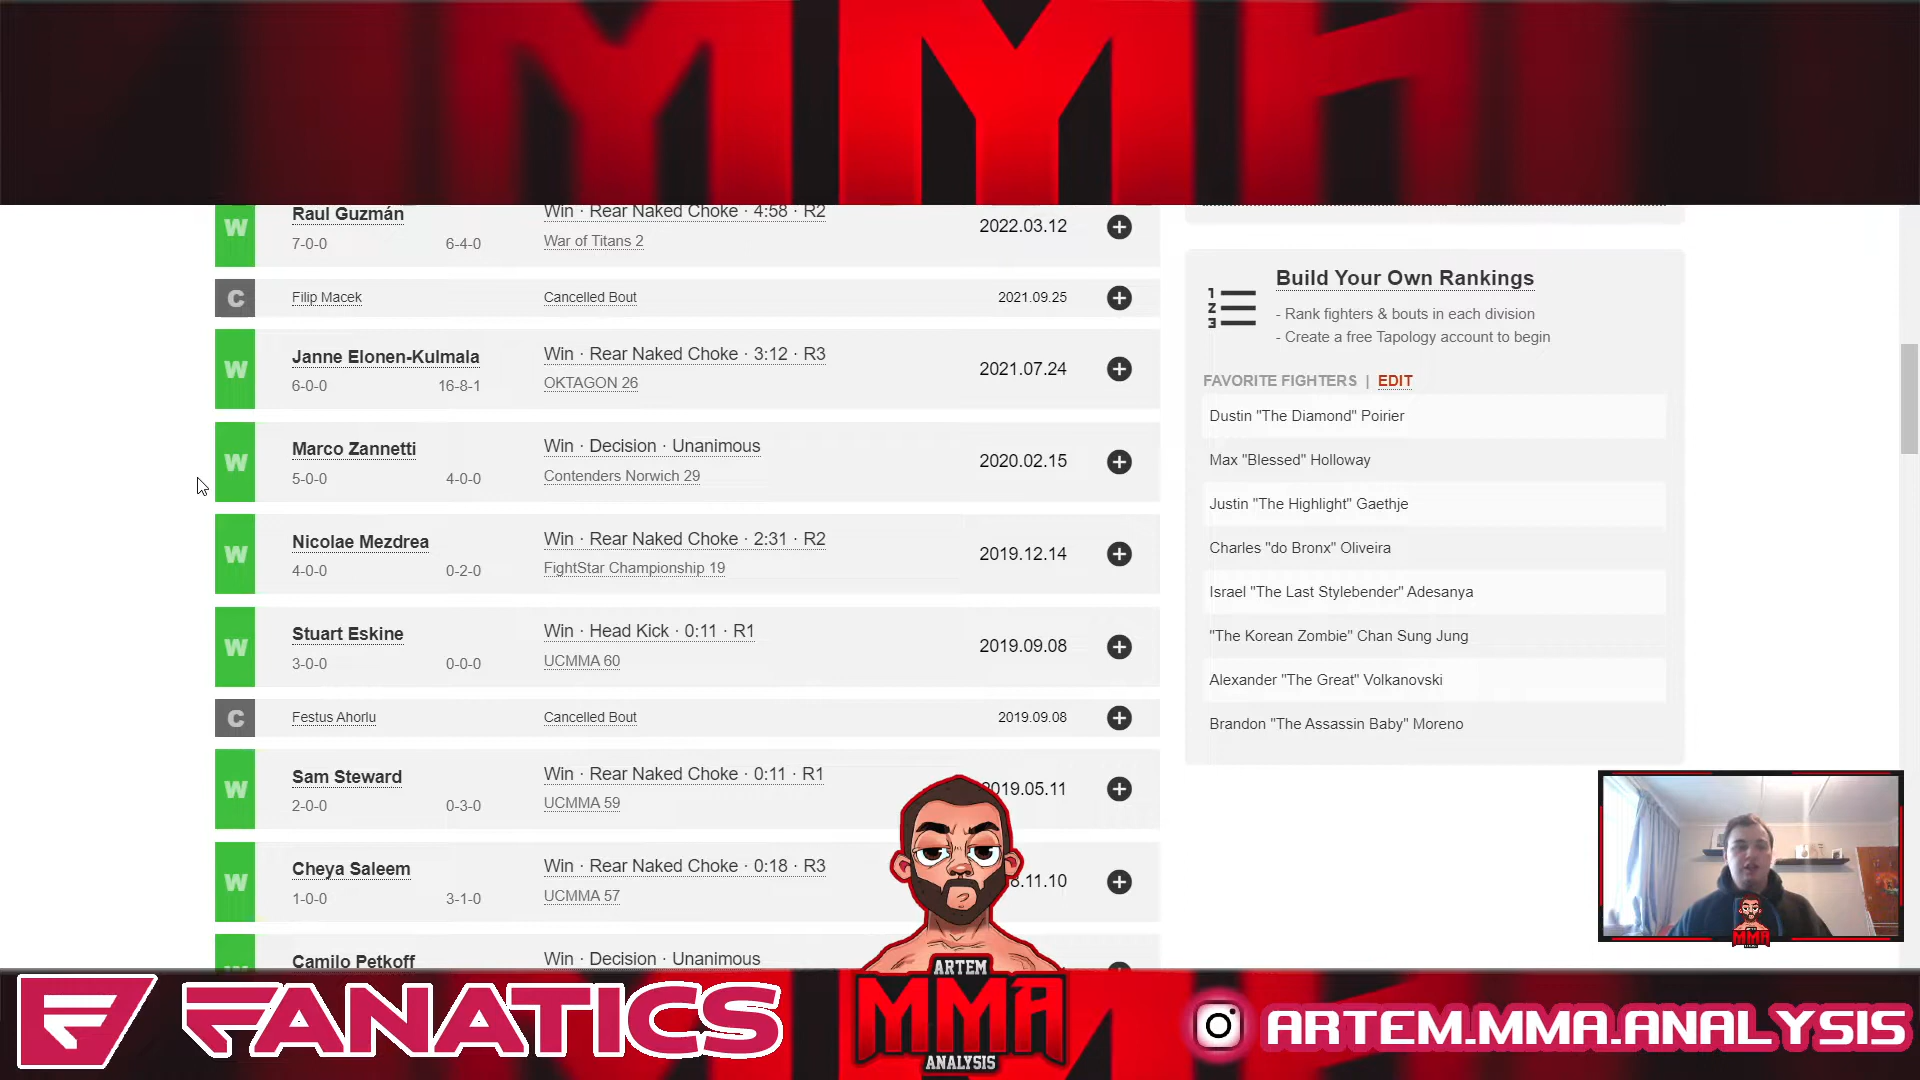 MMA
W
Raul Guzmán
7-0-0
6-4-0
Win · Rear Naked Choke · 4:58 · R2
War of Titans 2
2022.03.12
C
Filip Macek
Cancelled Bout
2021.09.25
W
Janne Elonen-Kulmala
6-0-0
16-8-1
Win · Rear Naked Choke · 3:12 · R3
OKTAGON 26
2021.07.24
W
Marco Zannetti
5-0-0
4-0-0
Win · Decision · Unanimous
Contenders Norwich 29
2020.02.15
W
Nicolae Mezdrea
4-0-0
0-2-0
Win · Rear Naked Choke · 2:31 · R2
FightStar Championship 19
2019.12.14
W
Stuart Eskine
3-0-0
0-0-0
Win · Head Kick · 0:11 · R1
UCMMA 60
2019.09.08
C
Festus Ahorlu
Cancelled Bout
2019.09.08
W
Sam Steward
2-0-0
0-3-0
Win · Rear Naked Choke · 0:11 · R1
UCMMA 59
2019.05.11
W
Cheya Saleem
1-0-0
3-1-0
Win · Rear Naked Choke · 0:18 · R3
UCMMA 57
8.11.10
W
Camilo Petkoff
Win · Decision · Unanimous
1
2
3
Build Your Own Rankings
- Rank fighters & bouts in each division
- Create a free Tapology account to begin
FAVORITE FIGHTERS | EDIT
Dustin "The Diamond" Poirier
Max "Blessed" Holloway
Justin "The Highlight" Gaethje
Charles "do Bronx" Oliveira
Israel "The Last Stylebender" Adesanya
"The Korean Zombie" Chan Sung Jung
Alexander "The Great" Volkanovski
Brandon "The Assassin Baby" Moreno
MMA
FANATICS
ARTEM
MMA
ANALYSIS
ARTEM.MMA.ANALYSIS